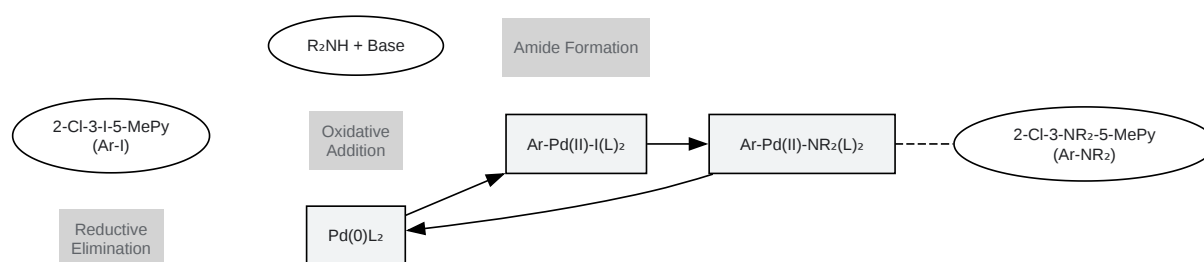 R₂NH + Base
Amide Formation
2-Cl-3-I-5-MePy
(Ar-I)
Oxidative
Addition
Ar-Pd(II)-I(L)₂
Ar-Pd(II)-NR₂(L)₂
2-Cl-3-NR₂-5-MePy
(Ar-NR₂)
Reductive
Elimination
Pd(0)L₂